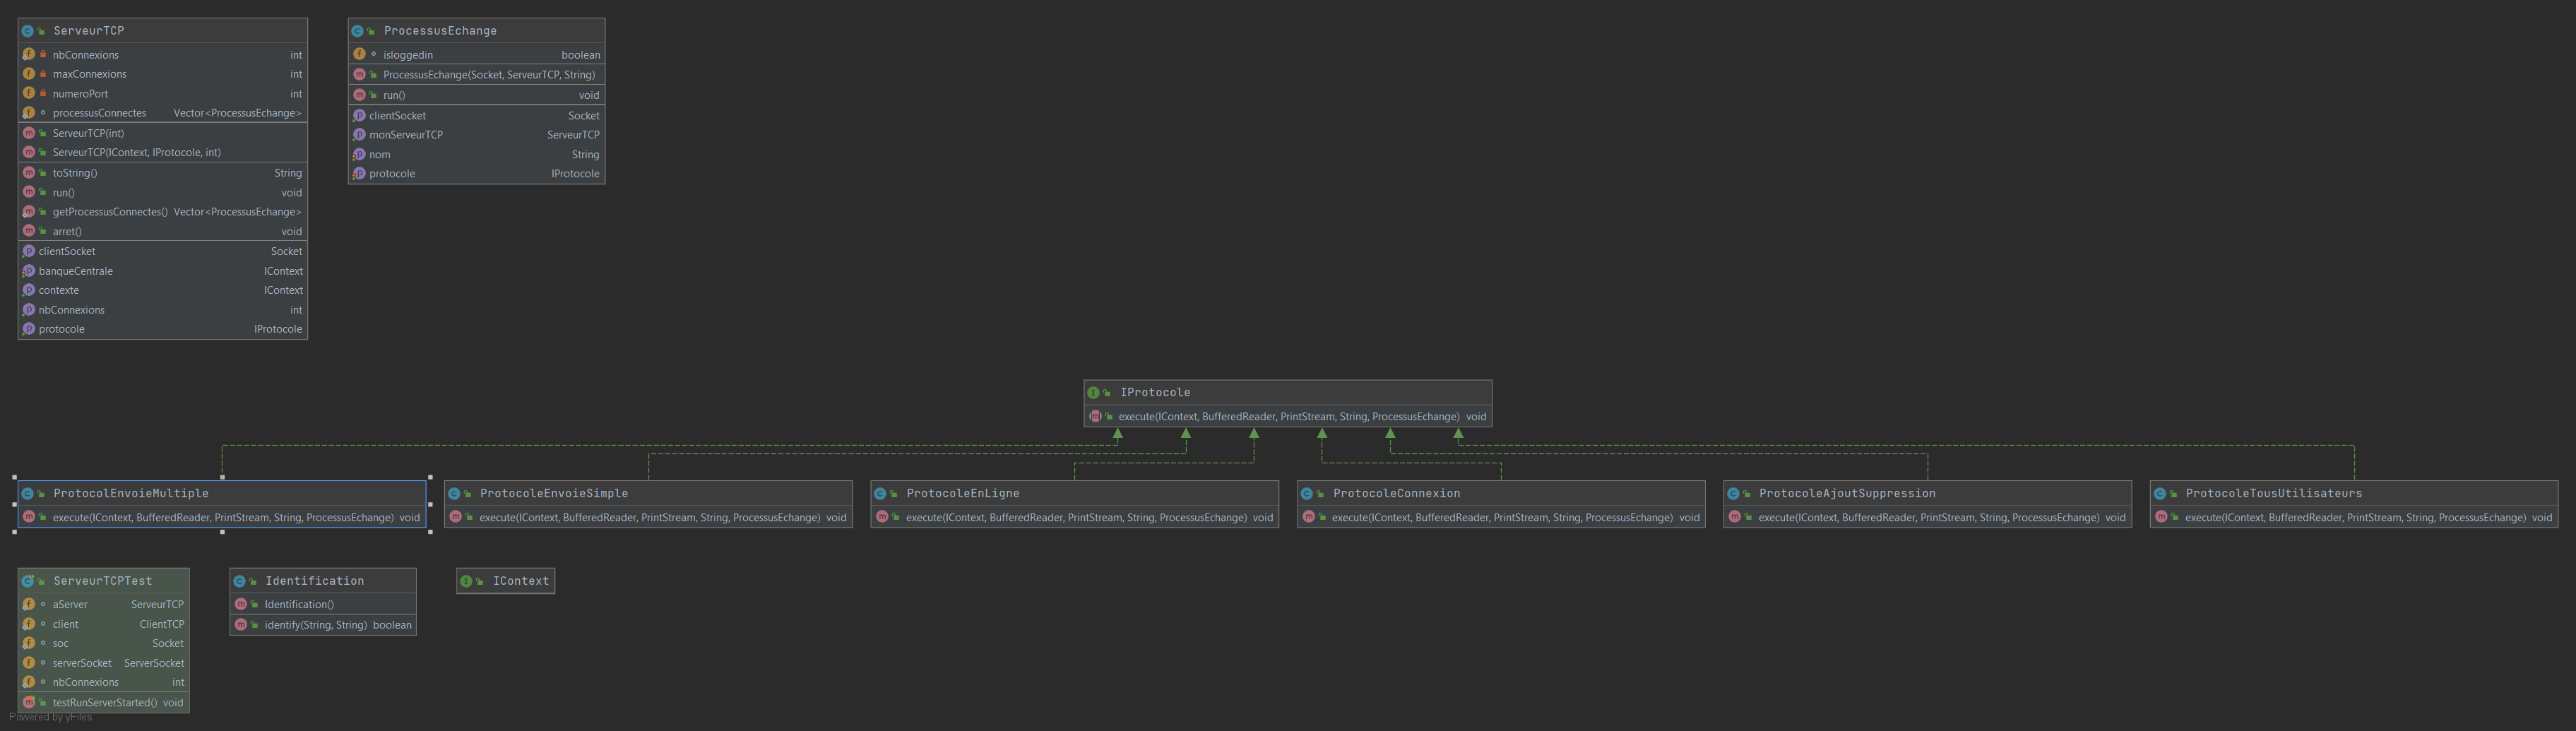 ServeurTCP
nbConnexions int
maxConnexions int
numeroPort int
processusConnectes Vector<ProcessusEchange>
ServeurTCP(int)
ServeurTCP(IContext, IProtocole, int)
toString() String
run() void
getProcessusConnectes() Vector<ProcessusEchange>
arret() void
clientSocket Socket
banqueCentrale IContext
contexte IContext
nbConnexions int
protocole IProtocole
ProcessusEchange
isloggedin boolean
ProcessusEchange(Socket, ServeurTCP, String)
run() void
clientSocket Socket
monServeurTCP ServeurTCP
nom String
protocole IProtocole
IProtocole
execute(IContext, BufferedReader, PrintStream, String, ProcessusEchange) void
ProtocolEnvoieMultiple
execute(IContext, BufferedReader, PrintStream, String, ProcessusEchange) void
ProtocoleEnvoieSimple
execute(IContext, BufferedReader, PrintStream, String, ProcessusEchange) void
ProtocoleEnLigne
execute(IContext, BufferedReader, PrintStream, String, ProcessusEchange) void
ProtocoleConnexion
execute(IContext, BufferedReader, PrintStream, String, ProcessusEchange) void
ProtocoleAjoutSuppression
execute(IContext, BufferedReader, PrintStream, String, ProcessusEchange) void
ProtocoleTousUtilisateurs
execute(IContext, BufferedReader, PrintStream, String, ProcessusEchange) void
ServeurTCPTest
aServer ServeurTCP
client ClientTCP
soc Socket
serverSocket ServerSocket
nbConnexions int
testRunServerStarted() void
Identification
Identification()
identify(String, String) boolean
IContext
Powered by yFiles